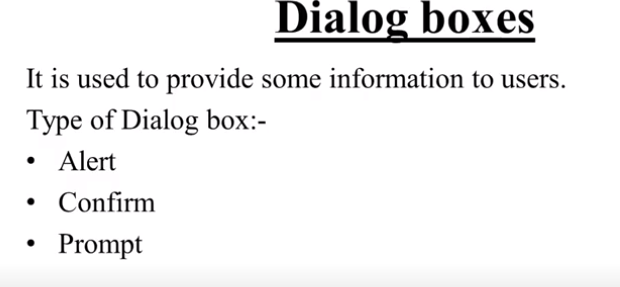 Dialog boxes
It is used to provide some information to users.
Type of Dialog box:-
• Alert
• Confirm
• Prompt